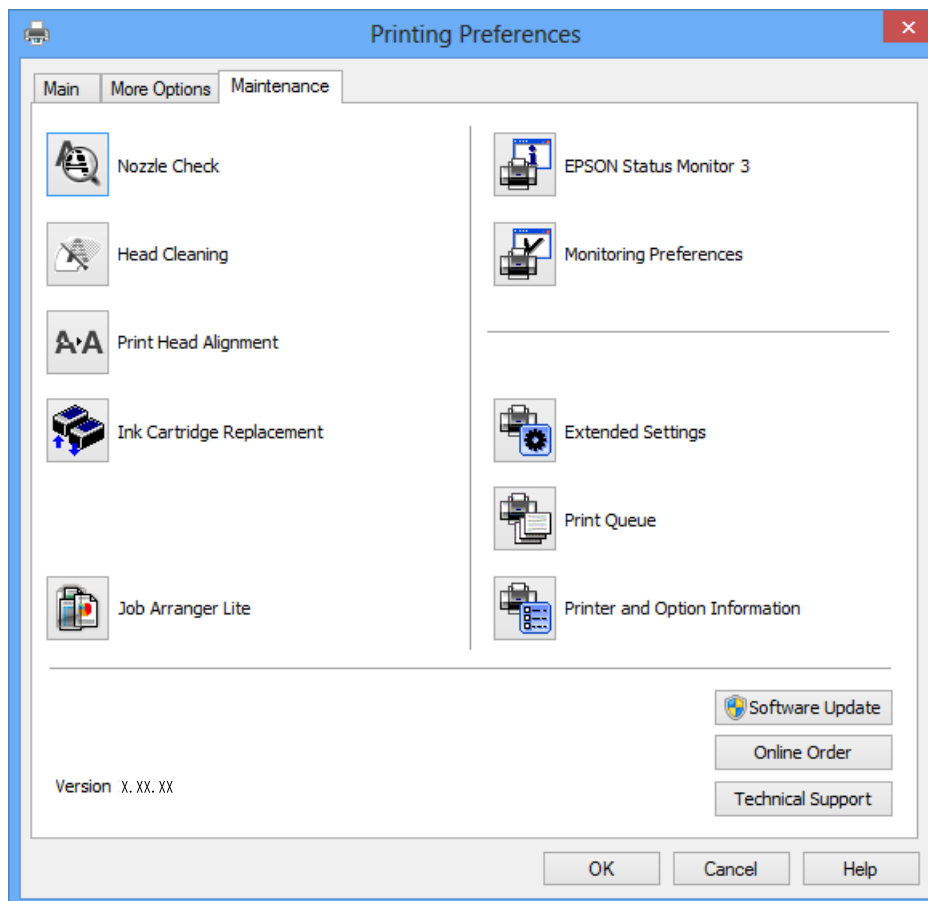 Printing Preferences
Main
More Options
Maintenance
Nozzle Check
Head Cleaning
A·A Print Head Alignment
Ink Cartridge Replacement
Job Arranger Lite
EPSON Status Monitor 3
Monitoring Preferences
Extended Settings
Print Queue
Printer and Option Information
Software Update
Online Order
Version X.XX.XX
Technical Support
OK
Cancel
Help